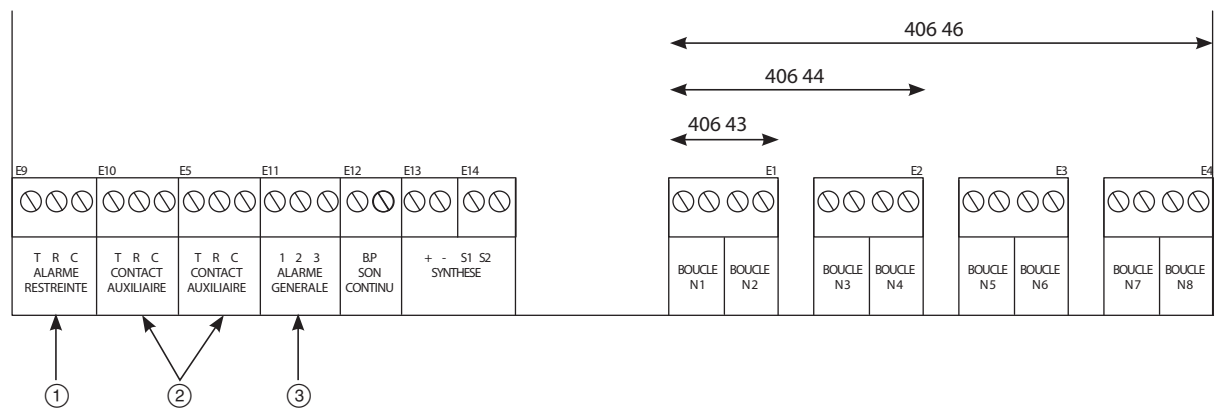 406 46
406 44
406 43
E9 E10 E5 E11 E12 E13 E14 E1 E2 E3 E4
T R C
ALARME
RESTREINTE
T R C
CONTACT
AUXILIAIRE
T R C
CONTACT
AUXILIAIRE
1 2 3
ALARME
GENERALE
B.P
SON
CONTINU
+ - S1 S2
SYNTHESE
BOUCLE
N1
BOUCLE
N2
BOUCLE
N3
BOUCLE
N4
BOUCLE
N5
BOUCLE
N6
BOUCLE
N7
BOUCLE
N8
1 2 3